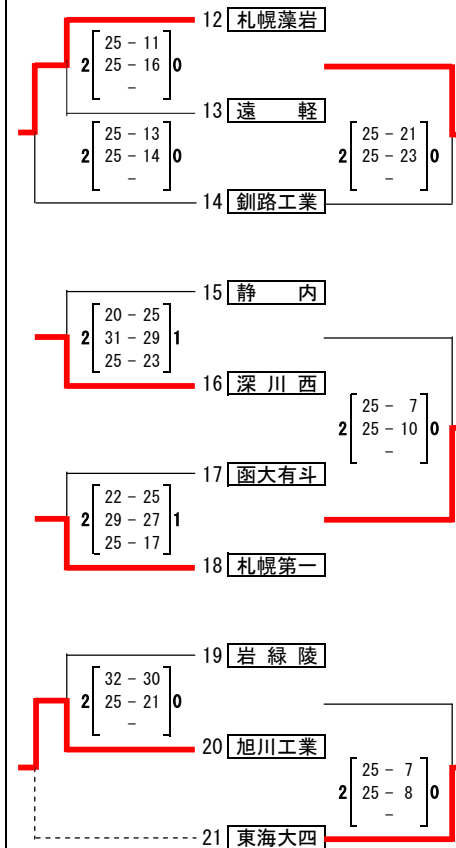 12 札幌藻岩
25 - 11
2 25 - 16 0
-
13 遠　軽
25 - 13
2 25 - 14 0
-
25 - 21
2 25 - 23 0
-
14 釧路工業
15 静　内
20 - 25
2 31 - 29 1
25 - 23
16 深川西
25 - 7
2 25 - 10 0
-
17 函大有斗
22 - 25
2 29 - 27 1
25 - 17
18 札幌第一
19 岩緑陵
32 - 30
2 25 - 21 0
-
20 旭川工業
25 - 7
2 25 - 8 0
-
21 東海大四